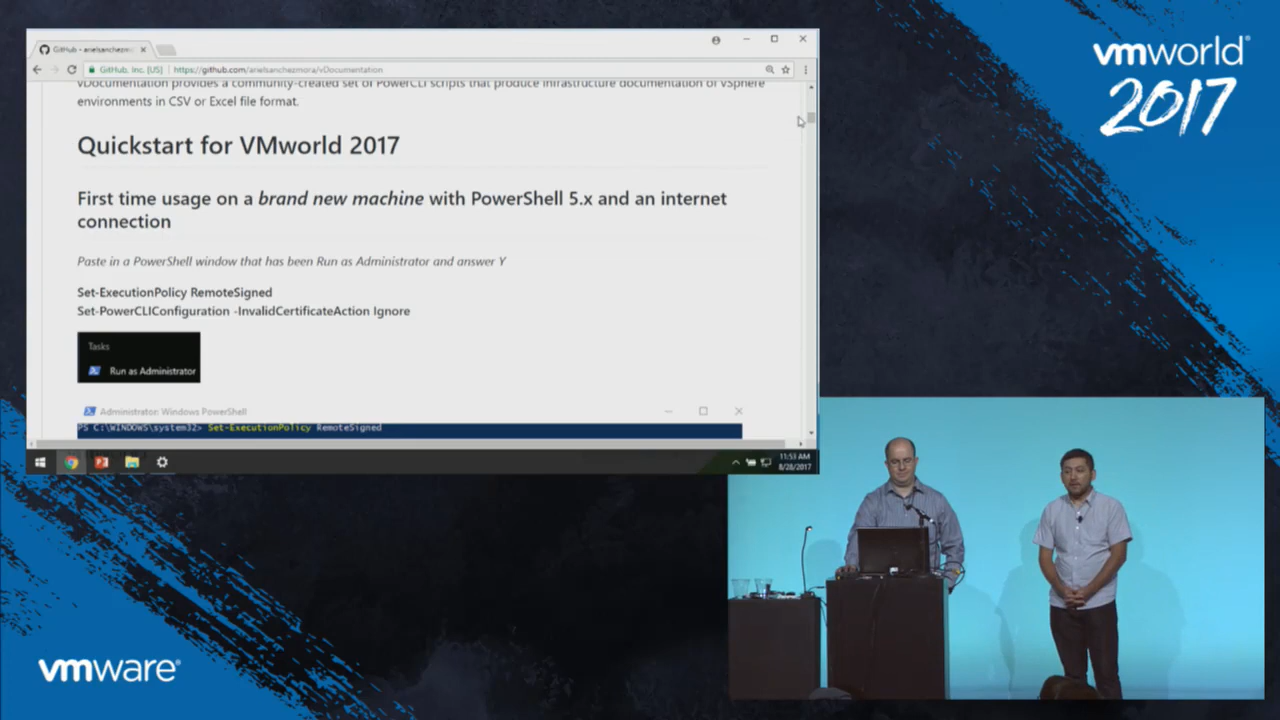 GitHub - arielsanchezmo
GitHub, Inc. [US] https://github.com/arielsanchezmora/vDocumentation
vDocumentation provides a community-created set of PowerCLI scripts that produce infrastructure documentation of vSphere
environments in CSV or Excel file format.
Quickstart for VMworld 2017
First time usage on a brand new machine with PowerShell 5.x and an internet
connection
Paste in a PowerShell window that has been Run as Administrator and answer Y
Set-ExecutionPolicy RemoteSigned
Set-PowerCLIConfiguration -InvalidCertificateAction Ignore
Tasks
Run as Administrator
Administrator: Windows PowerShell
PS C:\WINDOWS\system32> Set-ExecutionPolicy RemoteSigned
11:53 AM
8/28/2017
vmworld®
2017
vmware®